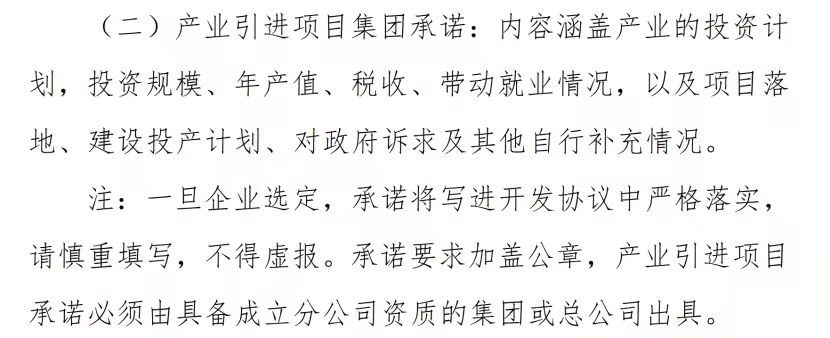 （二）产业引进项目集团承诺：内容涵盖产业的投资计
划，投资规模、年产值、税收、带动就业情况，以及项目落
地、建设投产计划、对政府诉求及其他自行补充情况。
注：一旦企业选定，承诺将写进开发协议中严格落实，
请慎重填写，不得虚报。承诺要求加盖公章，产业引进项目
承诺必须由具备成立分公司资质的集团或总公司出具。